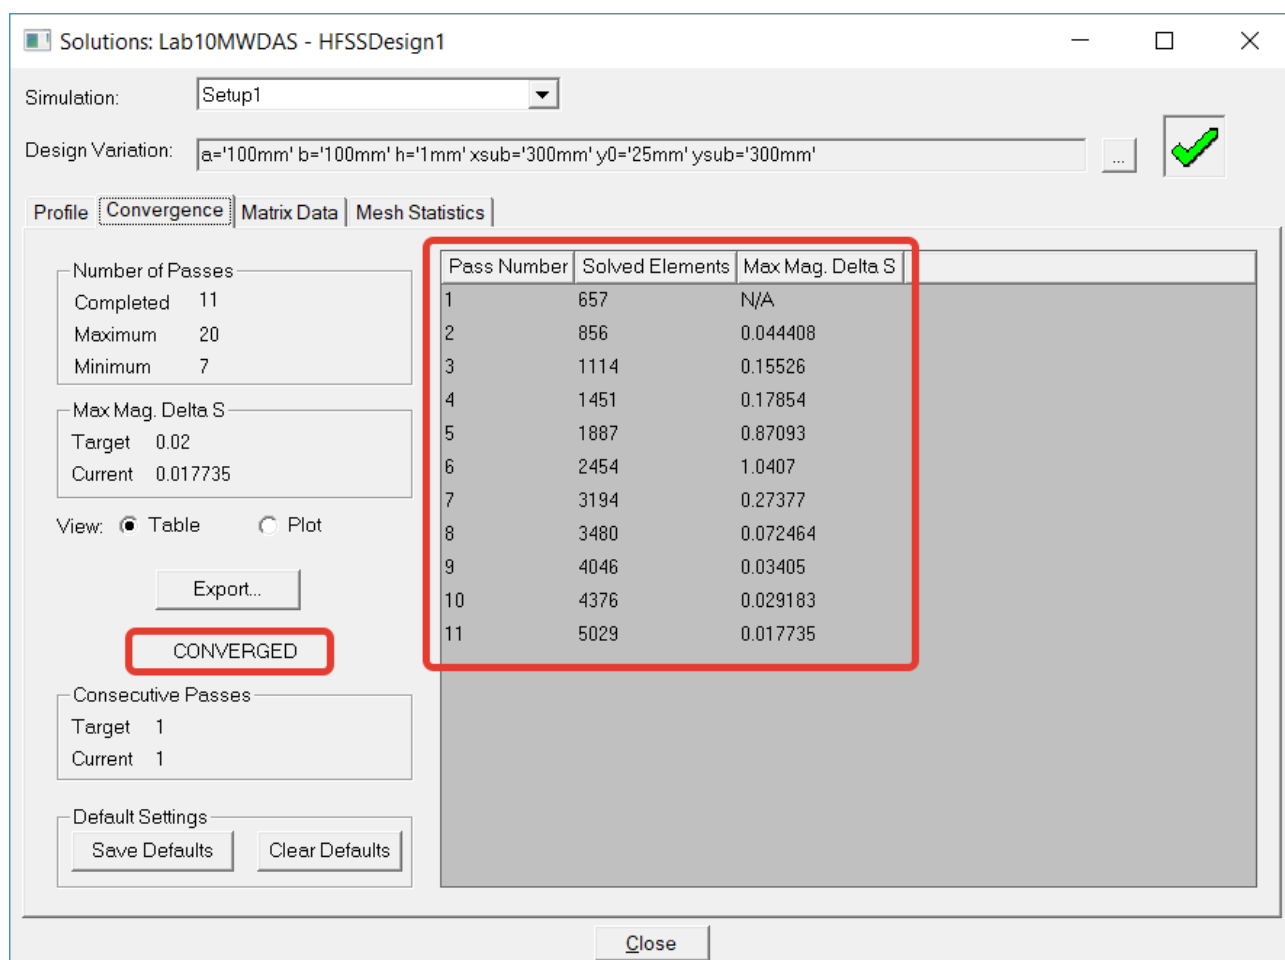 Solutions: Lab10MWDAS - HFSSDesign1
Simulation: Setup1
Design Variation: a='100mm' b='100mm' h='1mm' xsub='300mm' y0='25mm' ysub='300mm' ...
Profile Convergence Matrix Data Mesh Statistics
Number of Passes
Completed 11
Maximum 20
Minimum 7
Max Mag. Delta S
Target 0.02
Current 0.017735
View: Table Plot
Export...
CONVERGED
Consecutive Passes
Target 1
Current 1
Default Settings
Save Defaults Clear Defaults
Pass Number Solved Elements Max Mag. Delta S
1 657 N/A
2 856 0.044408
3 1114 0.15526
4 1451 0.17854
5 1887 0.87093
6 2454 1.0407
7 3194 0.27377
8 3480 0.072464
9 4046 0.03405
10 4376 0.029183
11 5029 0.017735
Close